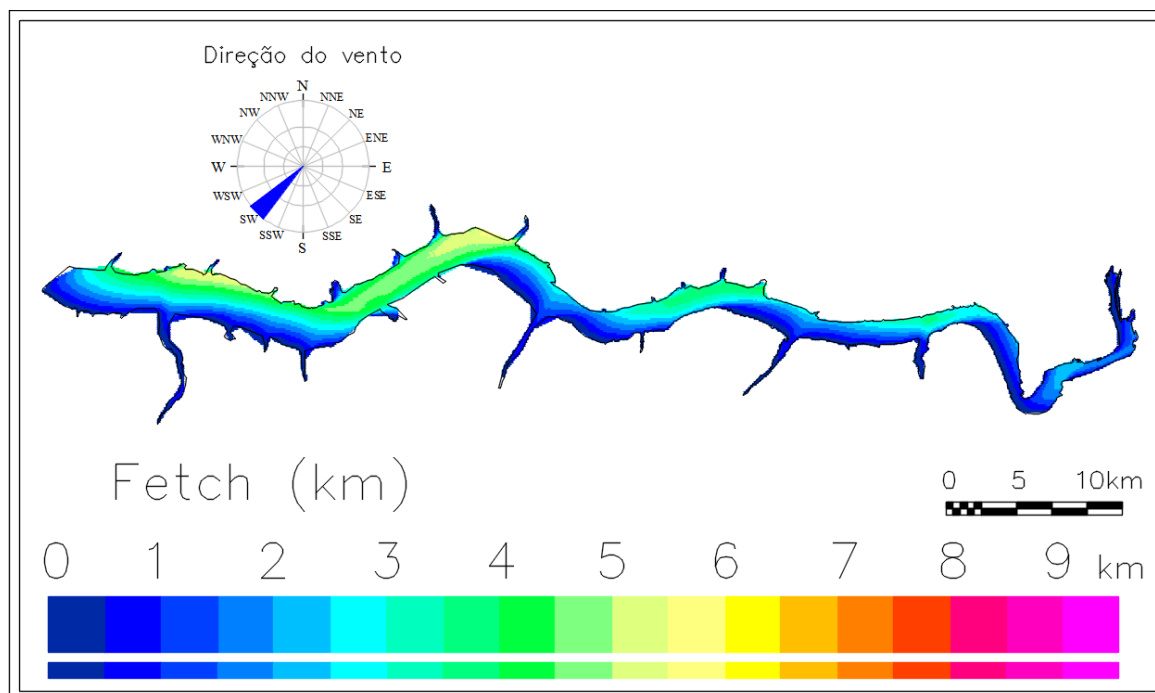 Direção do vento
N
NNW NNE
NW NE
WNW ENE
W E
WSW ESE
SW SE
SSW SSE
S
Fetch (km)
0 5 10km
0 1 2 3 4 5 6 7 8 9 km